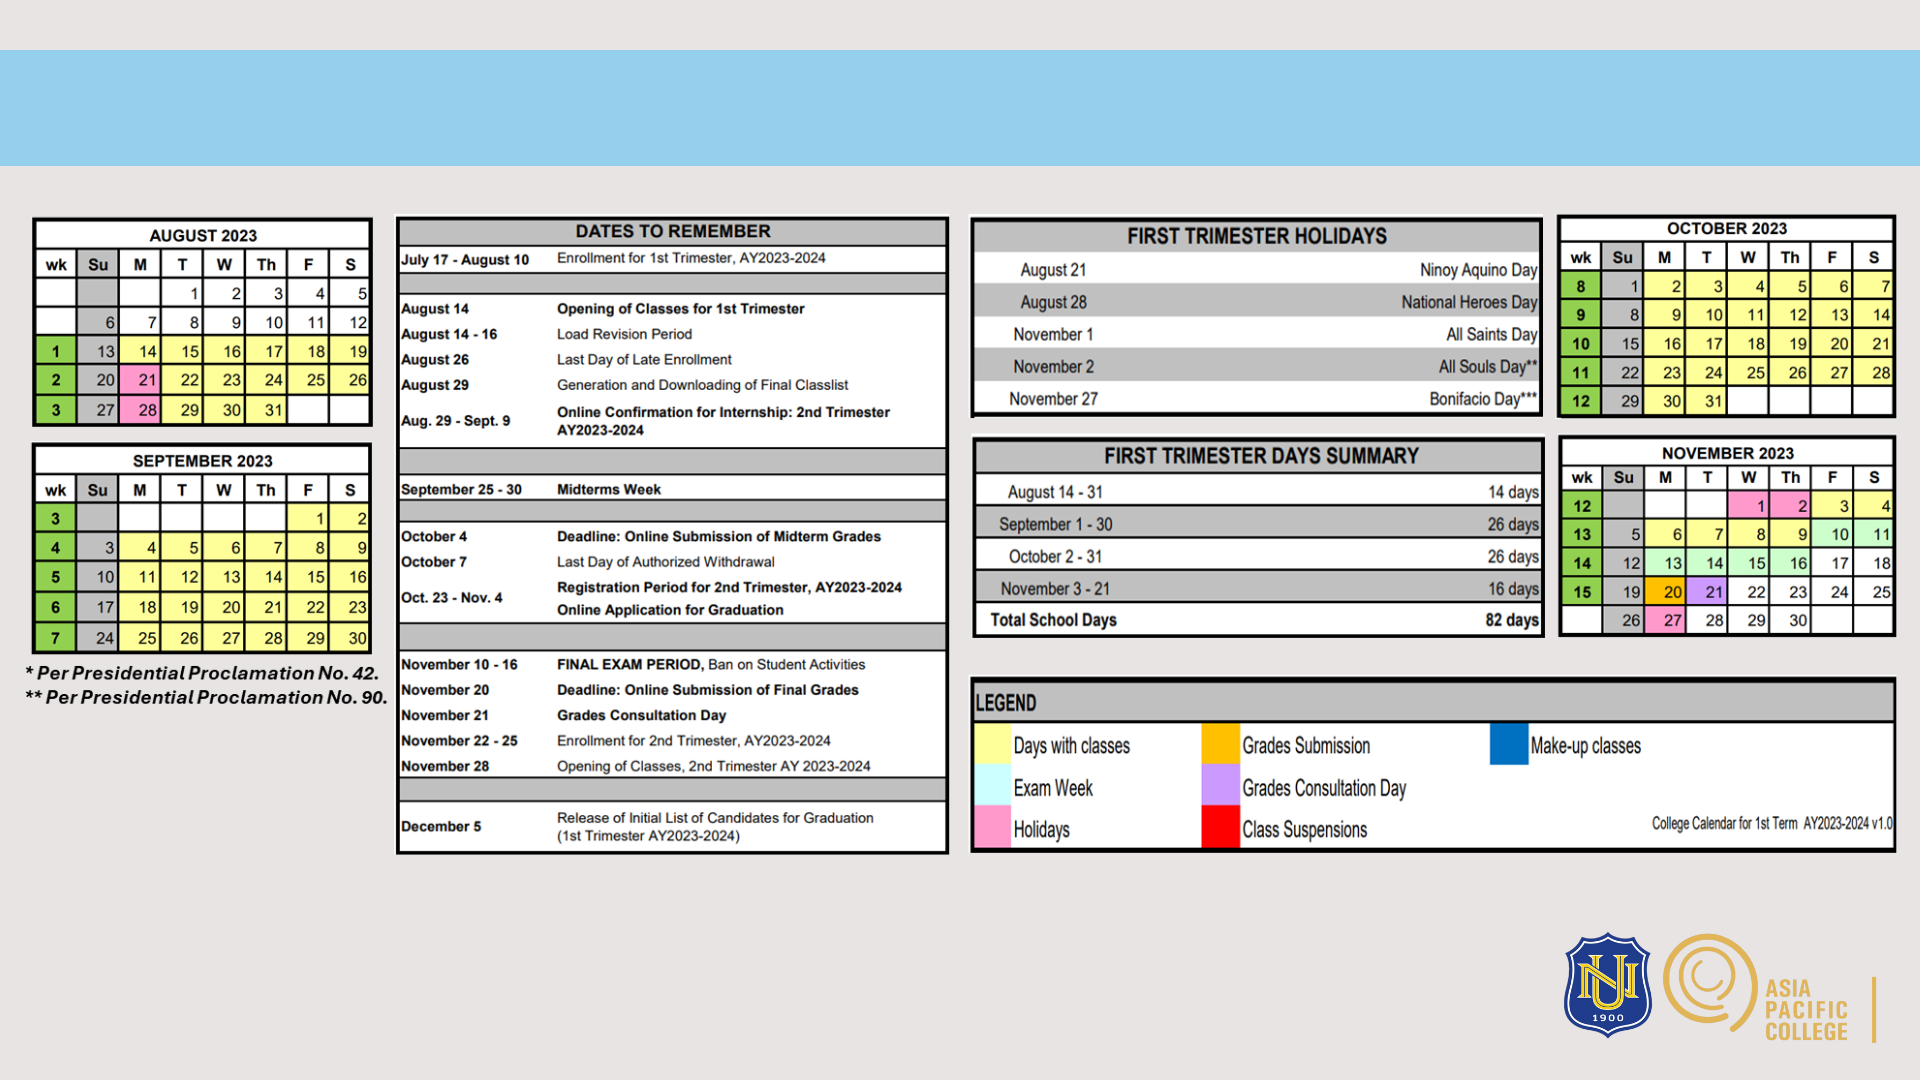 AUGUST 2023
wk Su M T W Th F S
1 2 3 4 5
6 7 8 9 10 11 12
1 13 14 15 16 17 18 19
2 20 21 22 23 24 25 26
3 27 28 29 30 31
SEPTEMBER 2023
wk Su M T W Th F S
3 1 2
4 3 4 5 6 7 8 9
5 10 11 12 13 14 15 16
6 17 18 19 20 21 22 23
7 24 25 26 27 28 29 30
* Per Presidential Proclamation No. 42.
** Per Presidential Proclamation No. 90.
DATES TO REMEMBER
July 17 - August 10 Enrollment for 1st Trimester, AY2023-2024
August 14 Opening of Classes for 1st Trimester
August 14 - 16 Load Revision Period
August 26 Last Day of Late Enrollment
August 29 Generation and Downloading of Final Classlist
Aug. 29 - Sept. 9 Online Confirmation for Internship: 2nd Trimester
AY2023-2024
September 25 - 30 Midterms Week
October 4 Deadline: Online Submission of Midterm Grades
October 7 Last Day of Authorized Withdrawal
Oct. 23 - Nov. 4 Registration Period for 2nd Trimester, AY2023-2024
Online Application for Graduation
November 10 - 16 FINAL EXAM PERIOD, Ban on Student Activities
November 20 Deadline: Online Submission of Final Grades
November 21 Grades Consultation Day
November 22 - 25 Enrollment for 2nd Trimester, AY2023-2024
November 28 Opening of Classes, 2nd Trimester AY 2023-2024
December 5 Release of Initial List of Candidates for Graduation
(1st Trimester AY2023-2024)
FIRST TRIMESTER HOLIDAYS
August 21 Ninoy Aquino Day
August 28 National Heroes Day
November 1 All Saints Day
November 2 All Souls Day**
November 27 Bonifacio Day***
FIRST TRIMESTER DAYS SUMMARY
August 14 - 31 14 days
September 1 - 30 26 days
October 2 - 31 26 days
November 3 - 21 16 days
Total School Days 82 days
OCTOBER 2023
wk Su M T W Th F S
8 1 2 3 4 5 6 7
9 8 9 10 11 12 13 14
10 15 16 17 18 19 20 21
11 22 23 24 25 26 27 28
12 29 30 31
NOVEMBER 2023
wk Su M T W Th F S
12 1 2 3 4
13 5 6 7 8 9 10 11
14 12 13 14 15 16 17 18
15 19 20 21 22 23 24 25
26 27 28 29 30
LEGEND
Days with classes Grades Submission Make-up classes
Exam Week Grades Consultation Day
Holidays Class Suspensions
College Calendar for 1st Term AY2023-2024 v1.0
NU
1900
ASIA
PACIFIC
COLLEGE